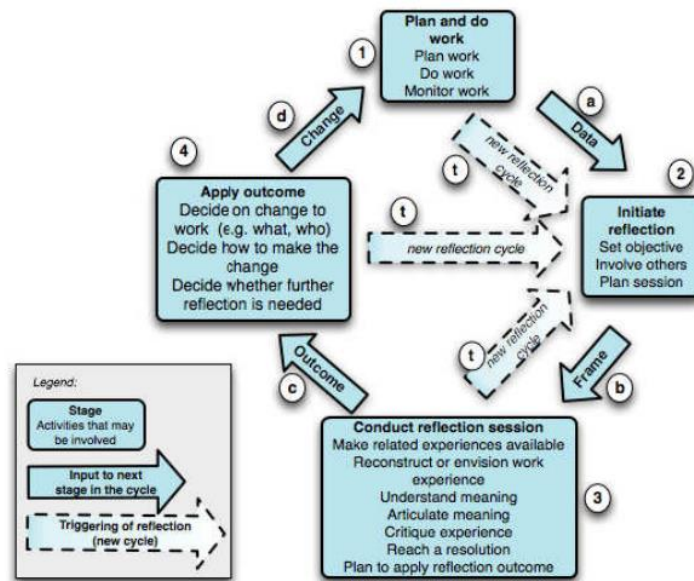 Plan and do
work
Plan work
Do work
Monitor work
1
a
Data
d
Change
new reflection
cycle
t
4
2
Apply outcome
Decide on change to
work (e.g. what, who)
Decide how to make the
change
Decide whether further
reflection is needed
t
new reflection cycle
Initiate
reflection
Set objective
Involve others
Plan session
t
new reflection
cycle
Outcome
c
Frame
b
Conduct reflection session
Make related experiences available
Reconstruct or envision work
experience
Understand meaning
Articulate meaning
Critique experience
Reach a resolution
Plan to apply reflection outcome
3
Legend:
Stage
Activities that may
be involved
Input to next
stage in the cycle
Triggering of reflection
(new cycle)